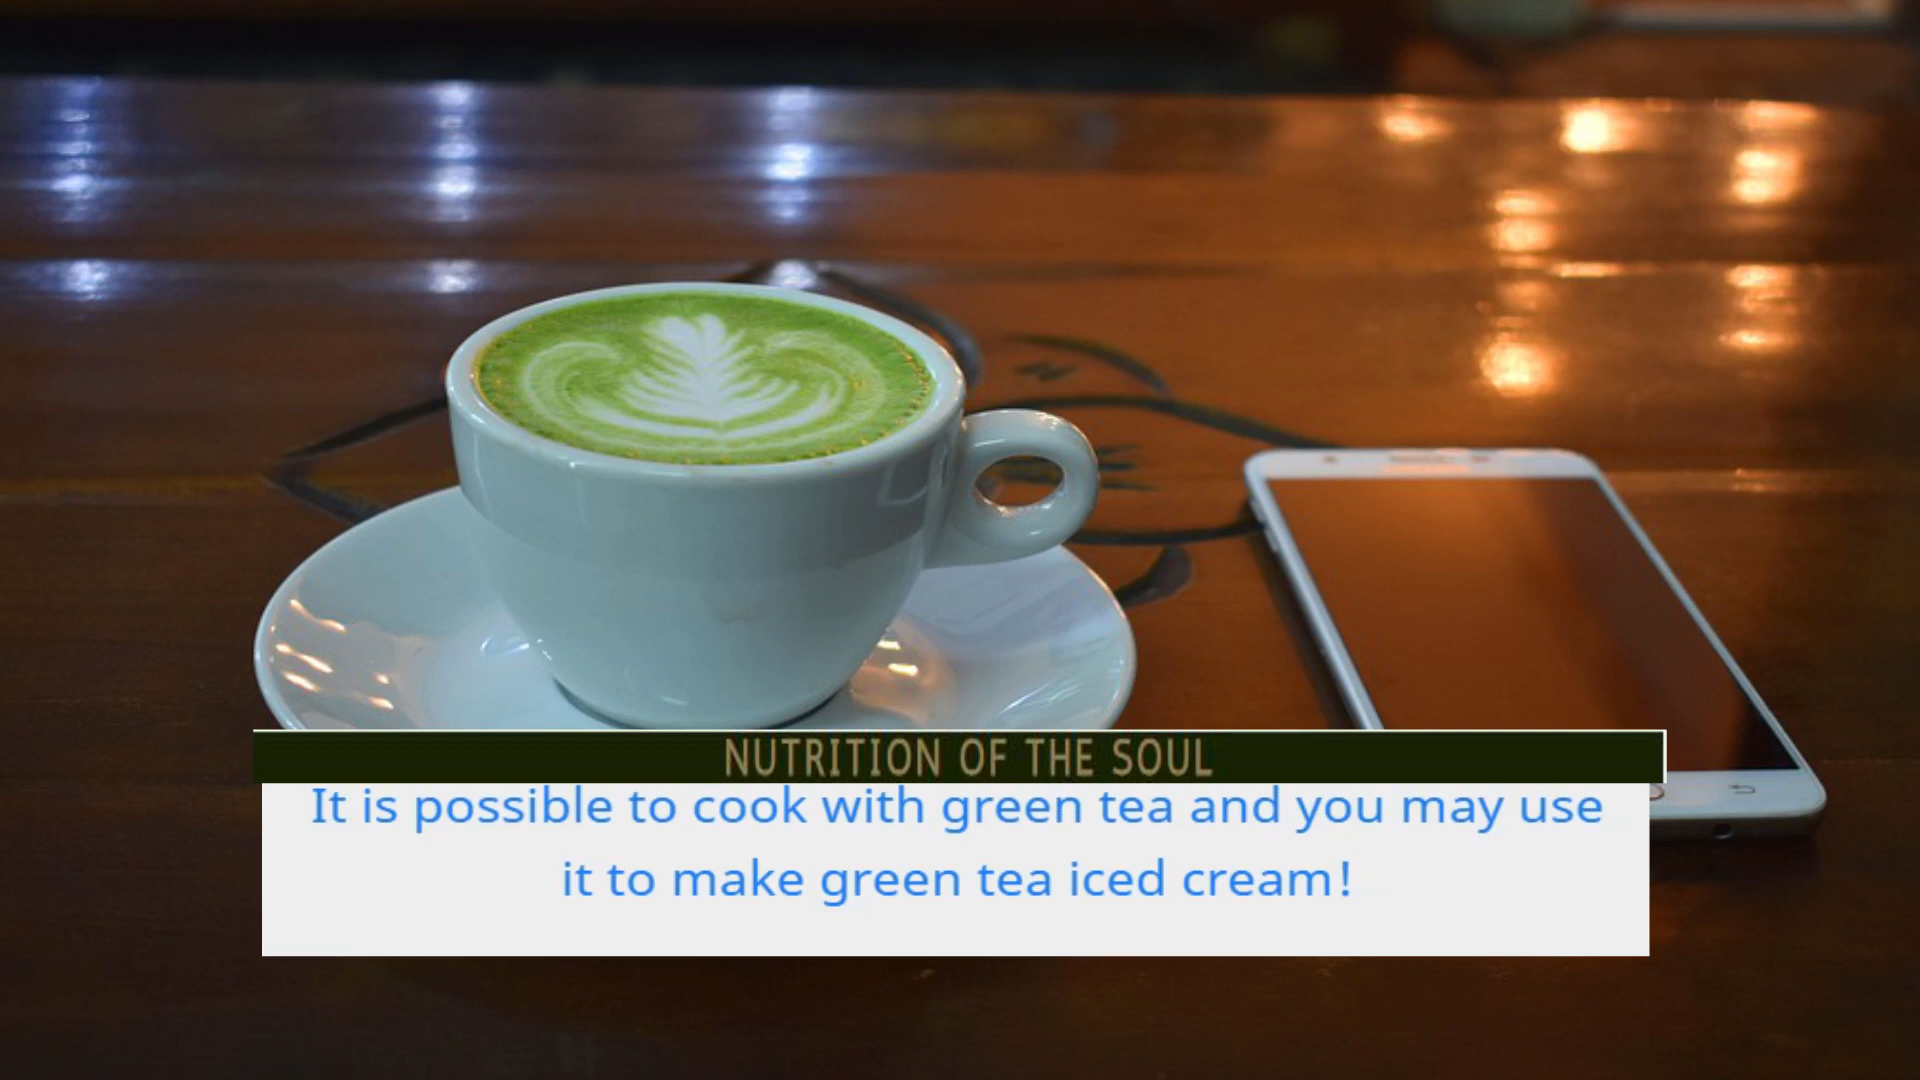 NUTRITION OF THE SOUL
It is possible to cook with green tea and you may use
it to make green tea iced cream!